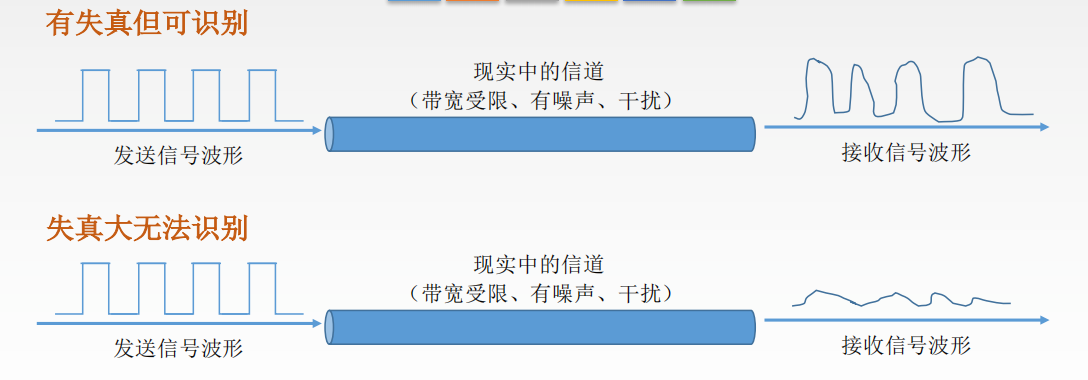 有失真但可识别
现实中的信道
（带宽受限、有噪声、干扰）
发送信号波形
接收信号波形
失真大无法识别
现实中的信道
（带宽受限、有噪声、干扰）
发送信号波形
接收信号波形